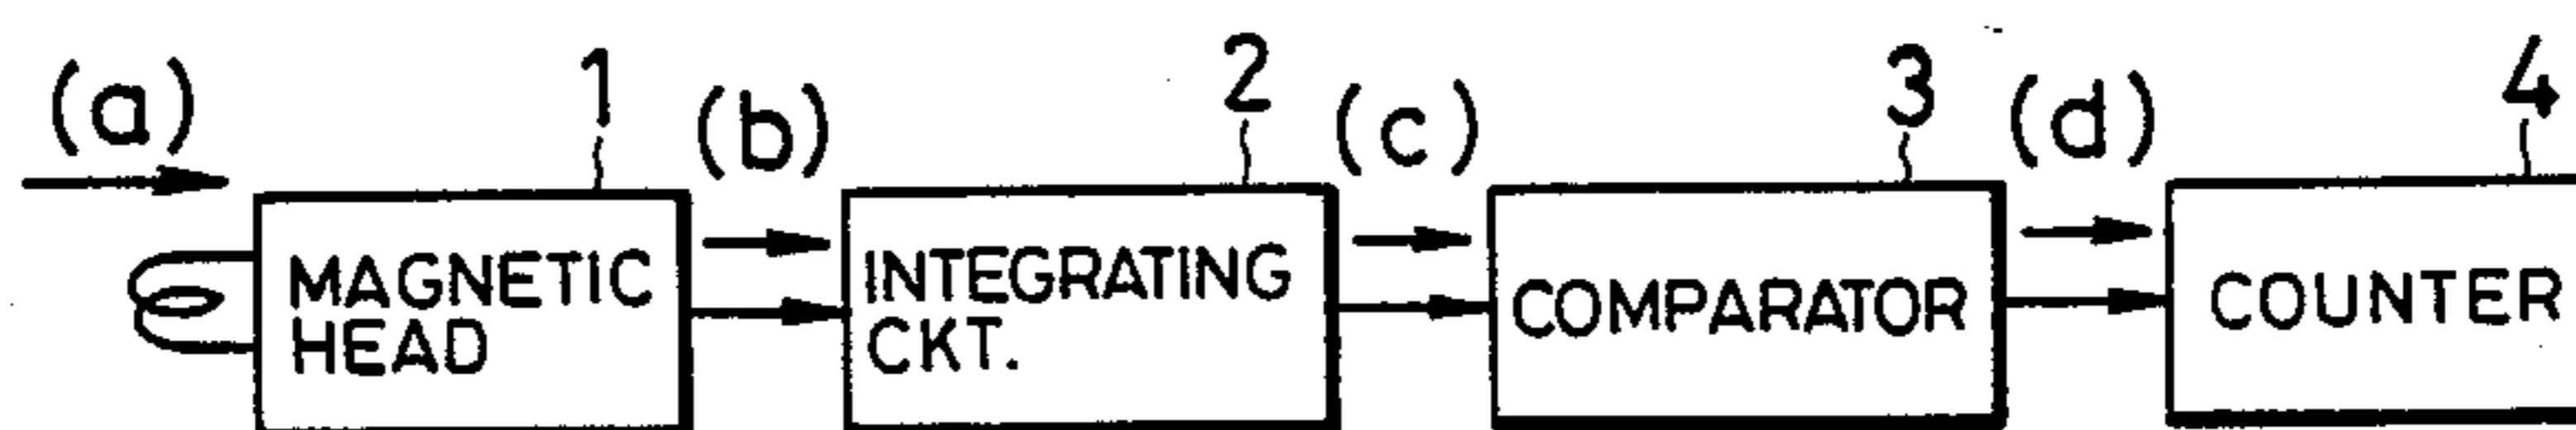 (a)
1
(b)
2
(c)
3
(d)
4
MAGNETIC
HEAD
INTEGRATING
CKT.
COMPARATOR
COUNTER